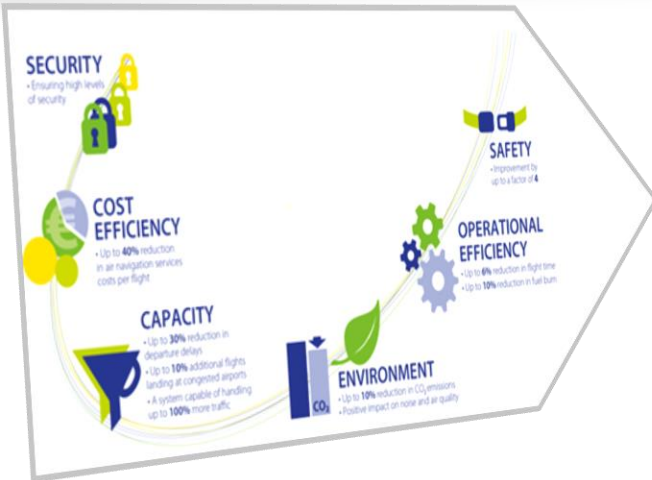 SECURITY
• Ensuring high levels
of security
COST
EFFICIENCY
• Up to 40% reduction
in air navigation services
costs per flight
CAPACITY
• Up to 30% reduction in
departure delays
• Up to 10% additional flights
landing at congested airports
• A system capable of handling
up to 100% more traffic
CO₂
ENVIRONMENT
• Up to 10% reduction in CO₂ emissions
• Positive impact on noise and air quality
OPERATIONAL
EFFICIENCY
• Up to 6% reduction in flight time
• Up to 10% reduction in fuel burn
SAFETY
• Improvement by
up to a factor of 4